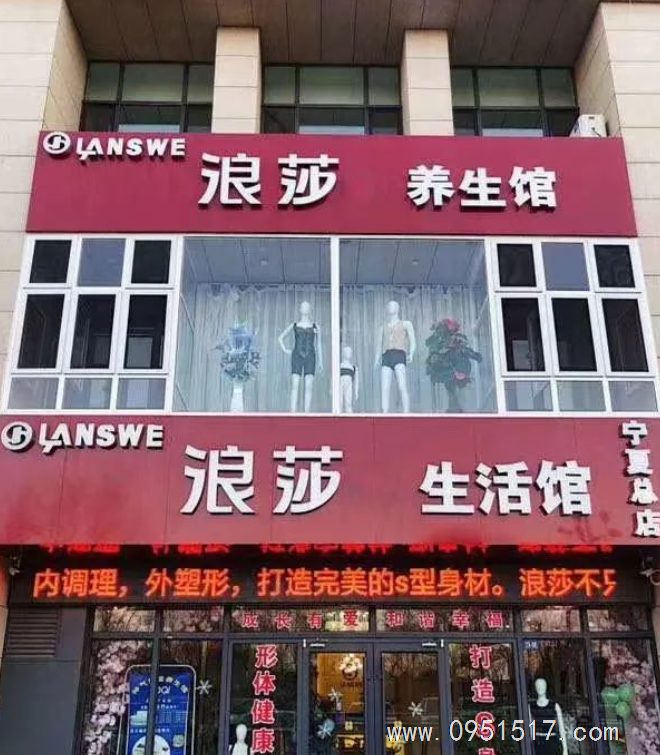 LANSWE 浪莎 养生馆
LANSWE 浪莎 生活馆
宁夏总店
内调理，外塑形，打造完美的s型身材。浪莎不
成长有爱和谐幸福
形体健康
打造
www.0951517.com